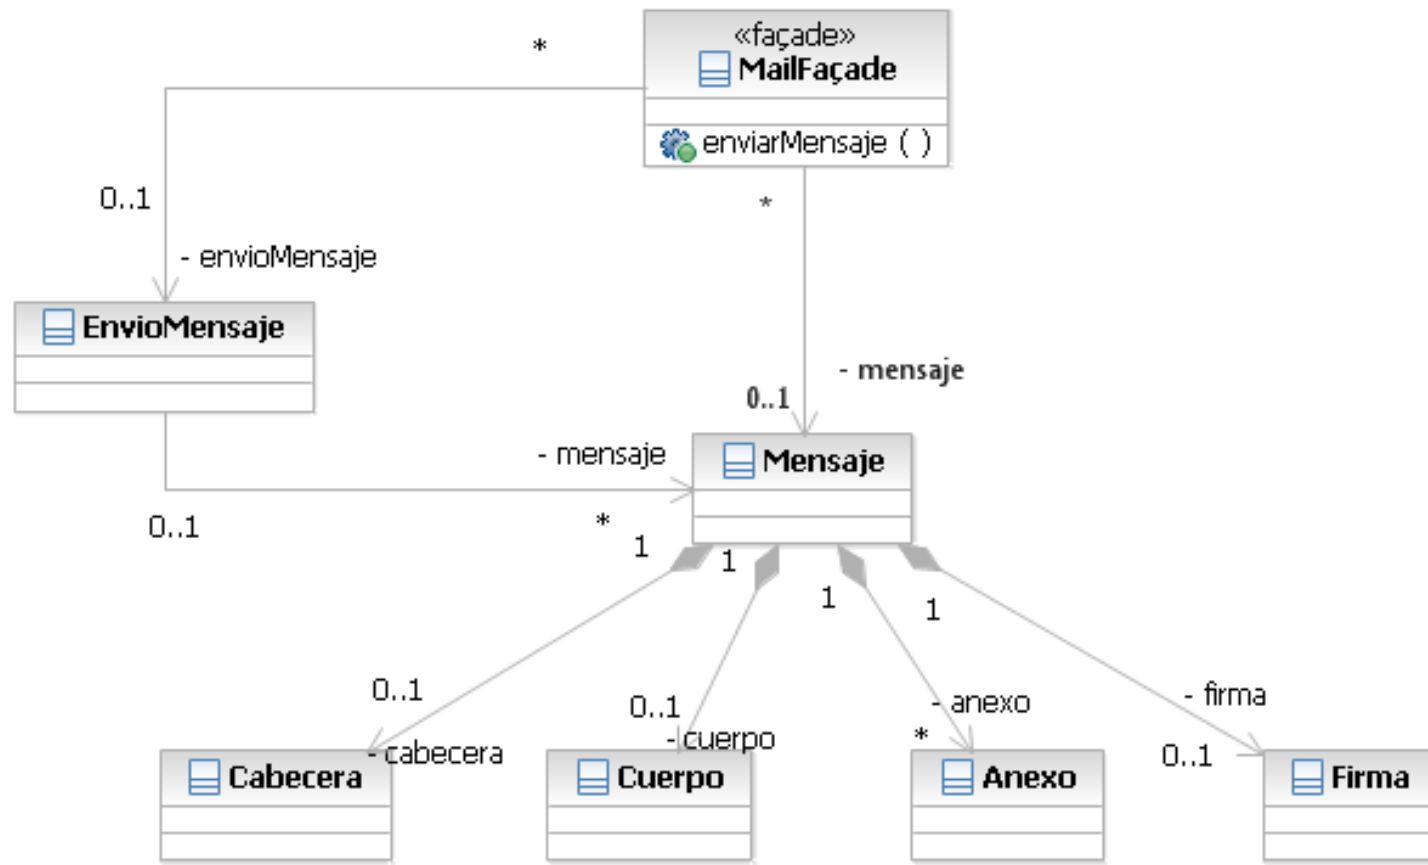 *
«façade»
MailFaçade
enviarMensaje ( )
0..1
*
- envioMensaje
EnvioMensaje
- mensaje
0..1
- mensaje
Mensaje
0..1
*
1
1
1
1
0..1
- cabecera
0..1
- cuerpo
- anexo
*
- firma
0..1
Cabecera
Cuerpo
Anexo
Firma